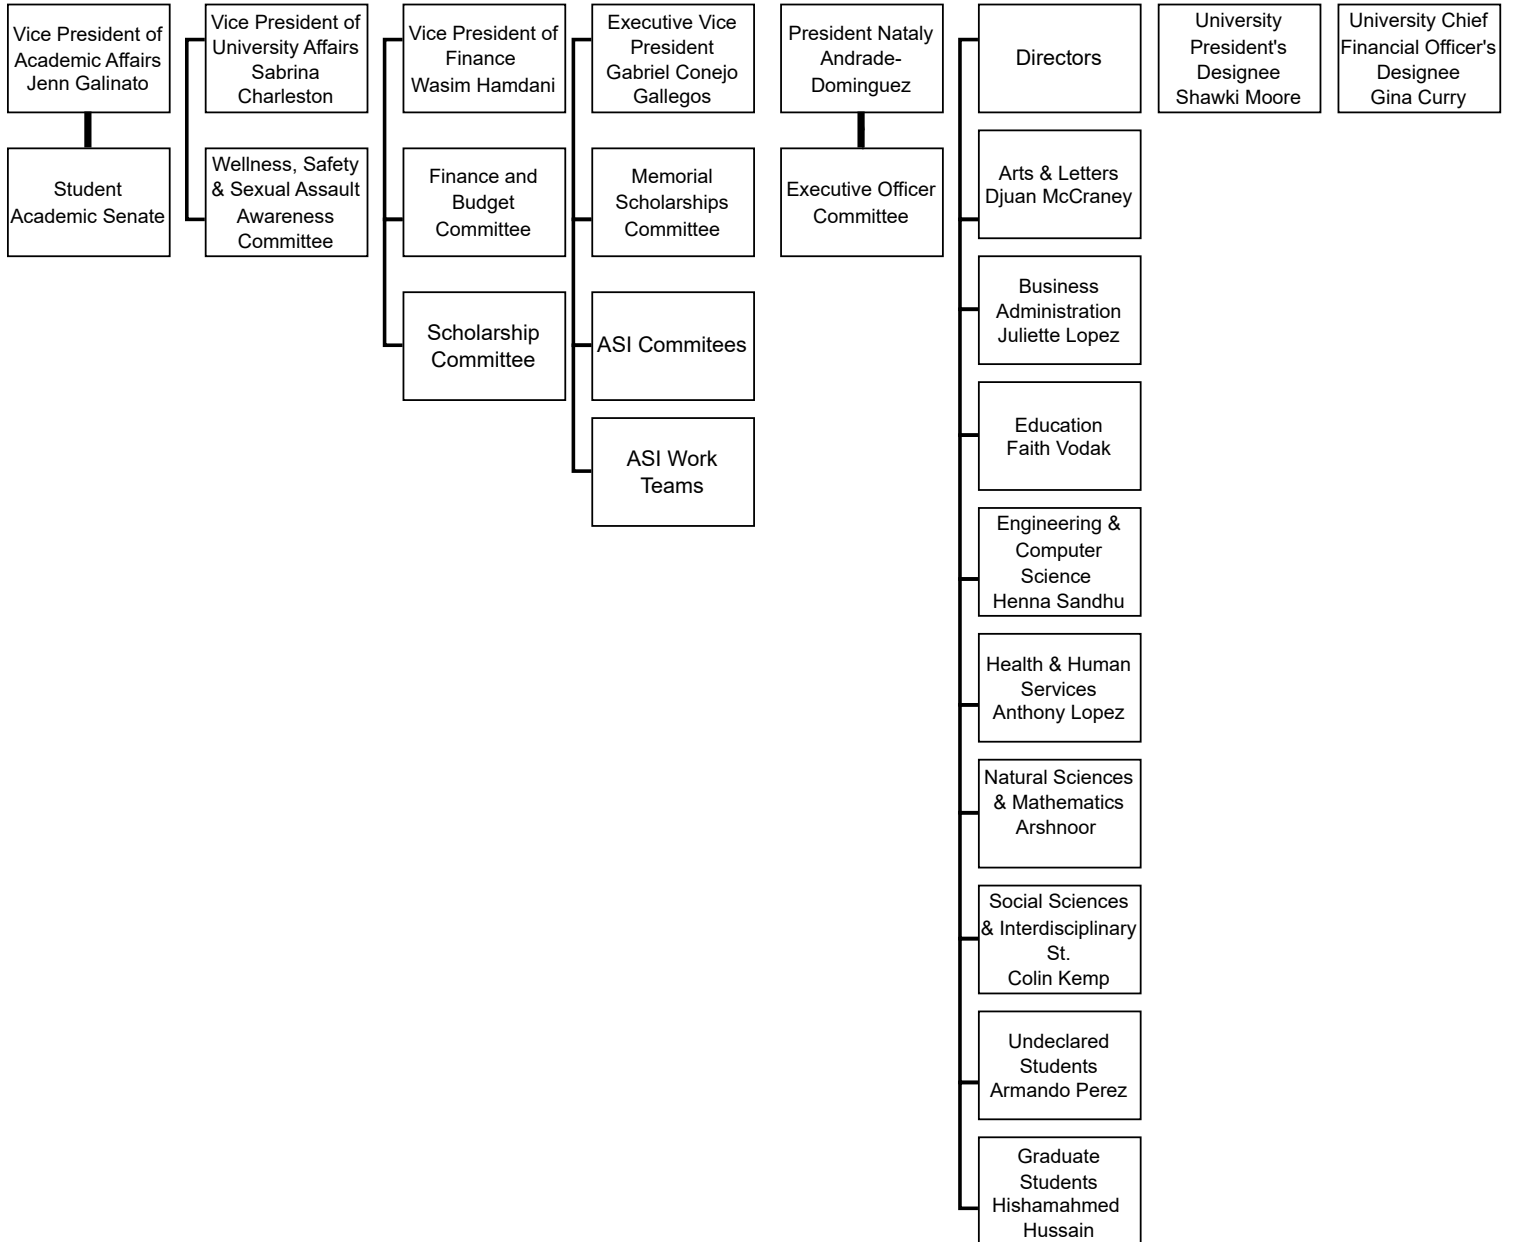 Vice President of
Academic Affairs
Jenn Galinato
Student
Academic Senate
Vice President of
University Affairs
Sabrina
Charleston
Wellness, Safety
& Sexual Assault
Awareness
Committee
Vice President of
Finance
Wasim Hamdani
Finance and
Budget
Committee
Scholarship
Committee
Executive Vice
President
Gabriel Conejo
Gallegos
Memorial
Scholarships
Committee
ASI Commitees
ASI Work
Teams
President Nataly
Andrade-
Dominguez
Executive Officer
Committee
Directors
Arts & Letters
Djuan McCraney
Business
Administration
Juliette Lopez
Education
Faith Vodak
Engineering &
Computer
Science
Henna Sandhu
Health & Human
Services
Anthony Lopez
Natural Sciences
& Mathematics
Arshnoor
Social Sciences
& Interdisciplinary
St.
Colin Kemp
Undeclared
Students
Armando Perez
Graduate
Students
Hishamahmed
Hussain
University
President's
Designee
Shawki Moore
University Chief
Financial Officer's
Designee
Gina Curry